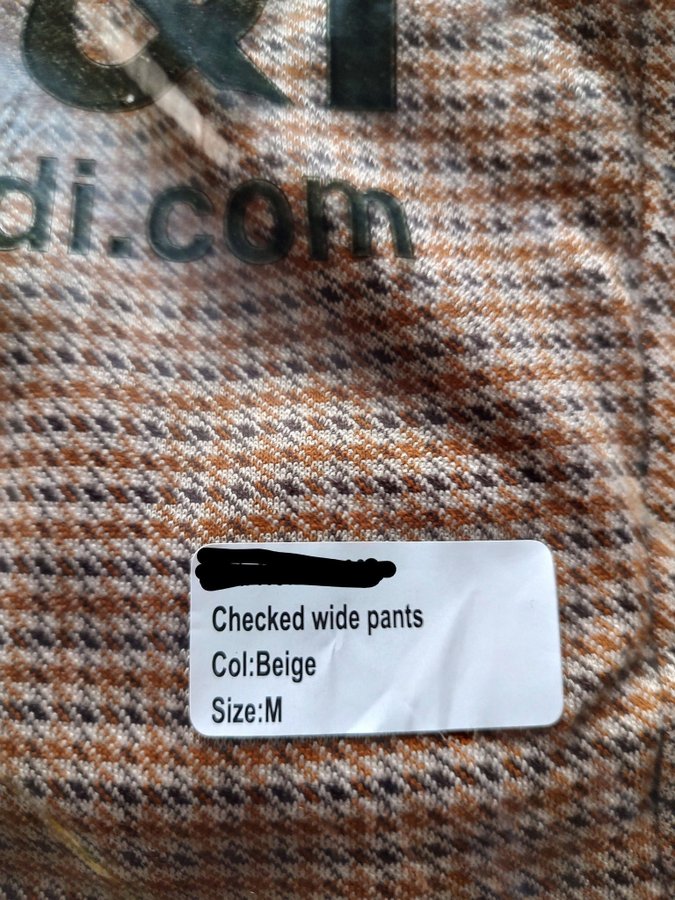 &
di.com
Checked wide pants
Col:Beige
Size:M